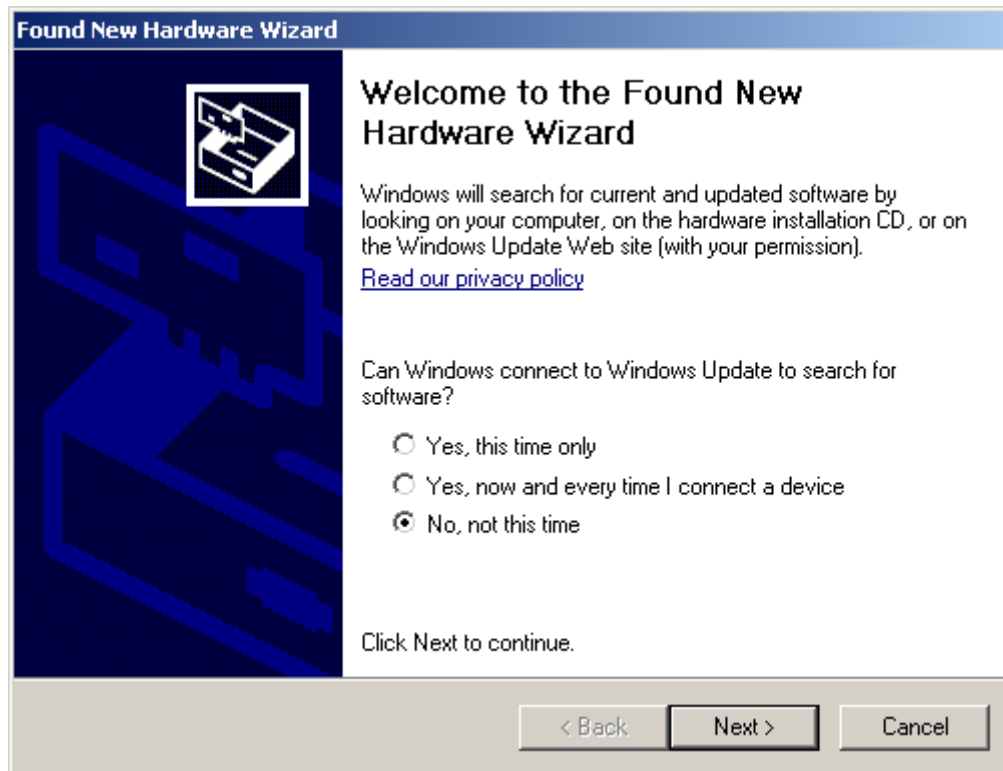 Found New Hardware Wizard
Welcome to the Found New
Hardware Wizard
Windows will search for current and updated software by
looking on your computer, on the hardware installation CD, or on
the Windows Update Web site (with your permission).
Read our privacy policy
Can Windows connect to Windows Update to search for
software?
Yes, this time only
Yes, now and every time I connect a device
No, not this time
Click Next to continue.
< Back
Next >
Cancel